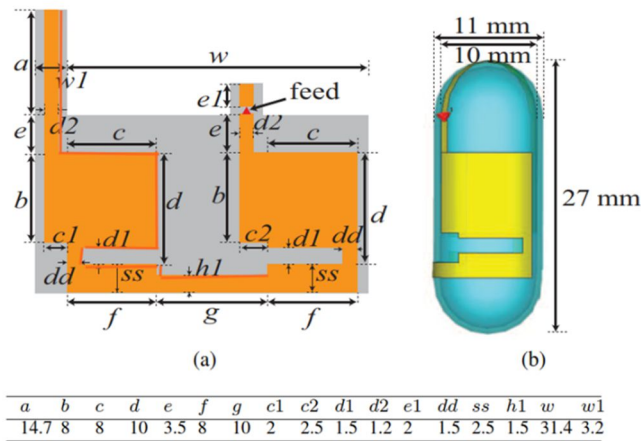 11 mm
10 mm
w
a
w1
e1
feed
d2
e
c
e
d2
c
b
d
b
d
c1
d1
c2
d1
dd
dd
ss
h1
ss
f
g
f
27 mm
(a)
(b)
a b c d e f g c1 c2 d1 d2 e1 dd ss h1 w w1
14.7 8 8 10 3.5 8 10 2 2.5 1.5 1.2 2 1.5 2.5 1.5 31.4 3.2